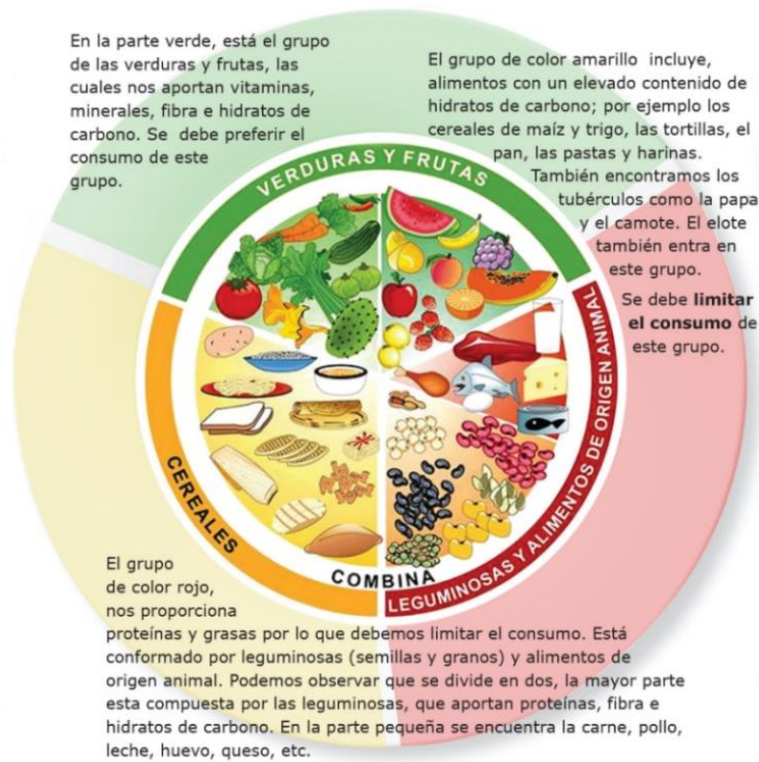 En la parte verde, está el grupo
de las verduras y frutas, las
cuales nos aportan vitaminas,
minerales, fibra e hidratos de
carbono. Se debe preferir el
consumo de este
grupo.
El grupo de color amarillo incluye,
alimentos con un elevado contenido de
hidratos de carbono; por ejemplo los
cereales de maíz y trigo, las tortillas, el
pan, las pastas y harinas.
También encontramos los
tubérculos como la papa
y el camote. El elote
también entra en
este grupo.
Se debe limitar
el consumo de
este grupo.
VERDURAS Y FRUTAS
CEREALES
COMBINA
LEGUMINOSAS Y ALIMENTOS DE ORIGEN ANIMAL
El grupo
de color rojo,
nos proporciona
proteínas y grasas por lo que debemos limitar el consumo. Está
conformado por leguminosas (semillas y granos) y alimentos de
origen animal. Podemos observar que se divide en dos, la mayor parte
esta compuesta por las leguminosas, que aportan proteínas, fibra e
hidratos de carbono. En la parte pequeña se encuentra la carne, pollo,
leche, huevo, queso, etc.